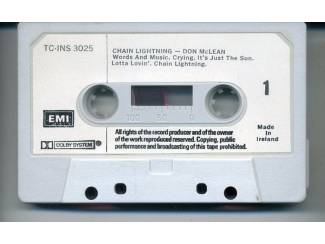 TC-INS 3025
CHAIN LIGHTNING — DON McLEAN
Words And Music. Crying. It's Just The Sun.
Lotta Lovin'. Chain Lightning.
1
EMI
100 50 0
DOLBY SYSTEM
All rights of the record producer and of the owner
of the work reproduced reserved. Copying, public
performance and broadcasting of this tape prohibited.
Made
in
Ireland